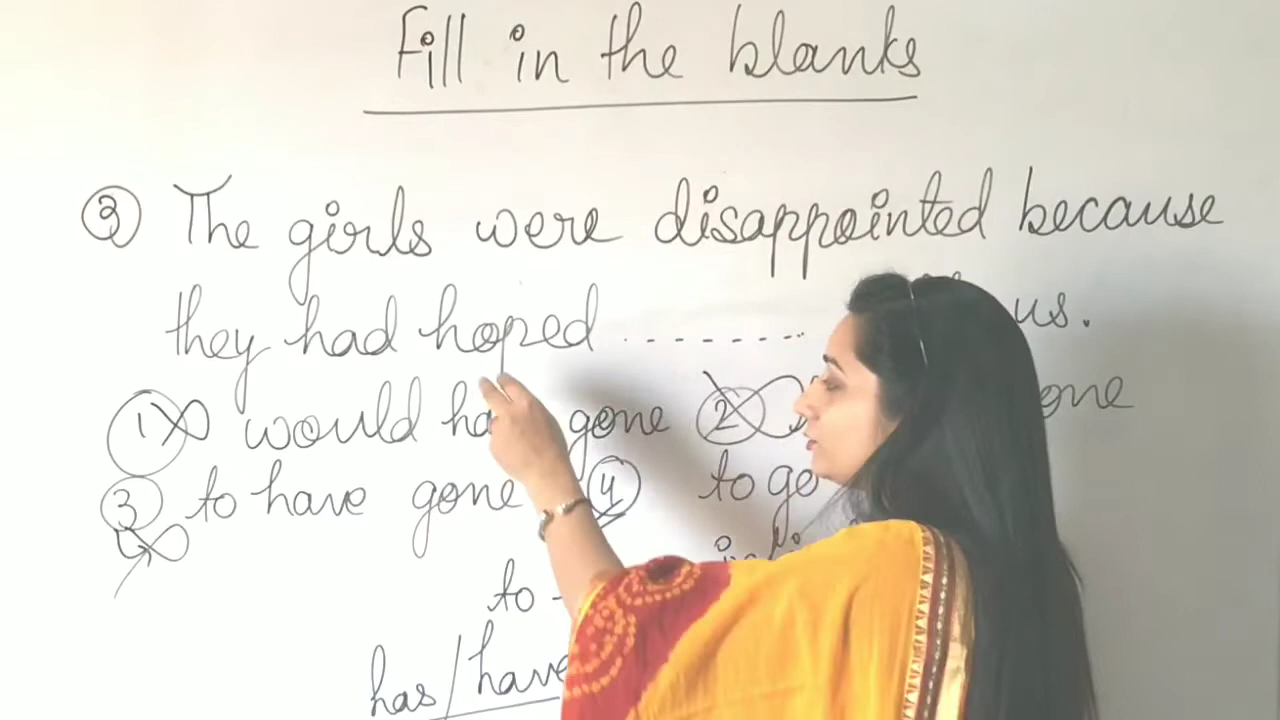 Fill in the blanks
3 The girls were disappointed because
they had hoped ........ us.
1 would ha gone 2 one
3 to have gone 4 to go
to -
has/have